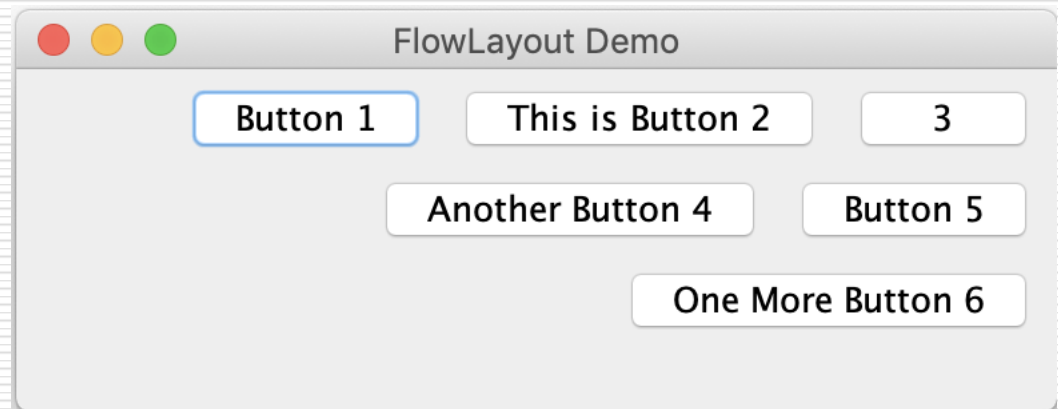 FlowLayout Demo
Button 1 This is Button 2 3
Another Button 4 Button 5
One More Button 6